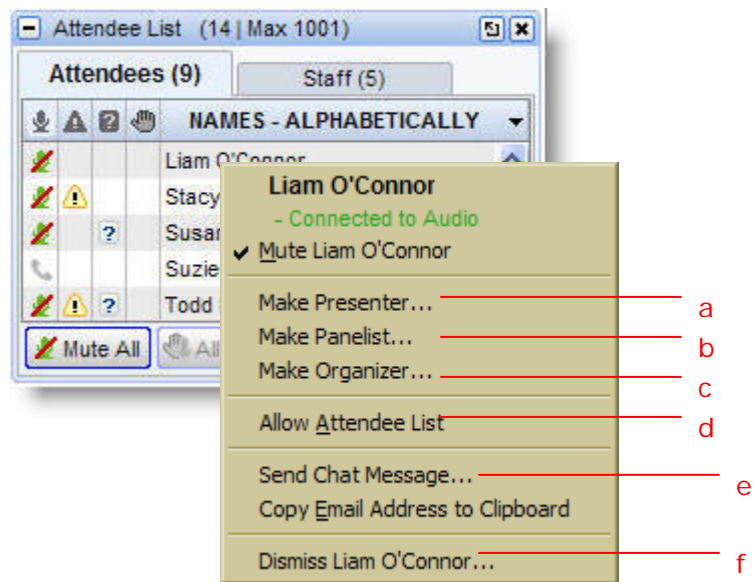 Attendee List (14 | Max 1001)
Attendees (9)
Staff (5)
NAMES - ALPHABETICALLY
Liam O'Connor
Stacy
Susan
Suzie
Todd
Mute All
All
Liam O'Connor
- Connected to Audio
Mute Liam O'Connor
Make Presenter...
a
Make Panelist...
b
Make Organizer...
c
Allow Attendee List
d
Send Chat Message...
e
Copy Email Address to Clipboard
Dismiss Liam O'Connor...
f